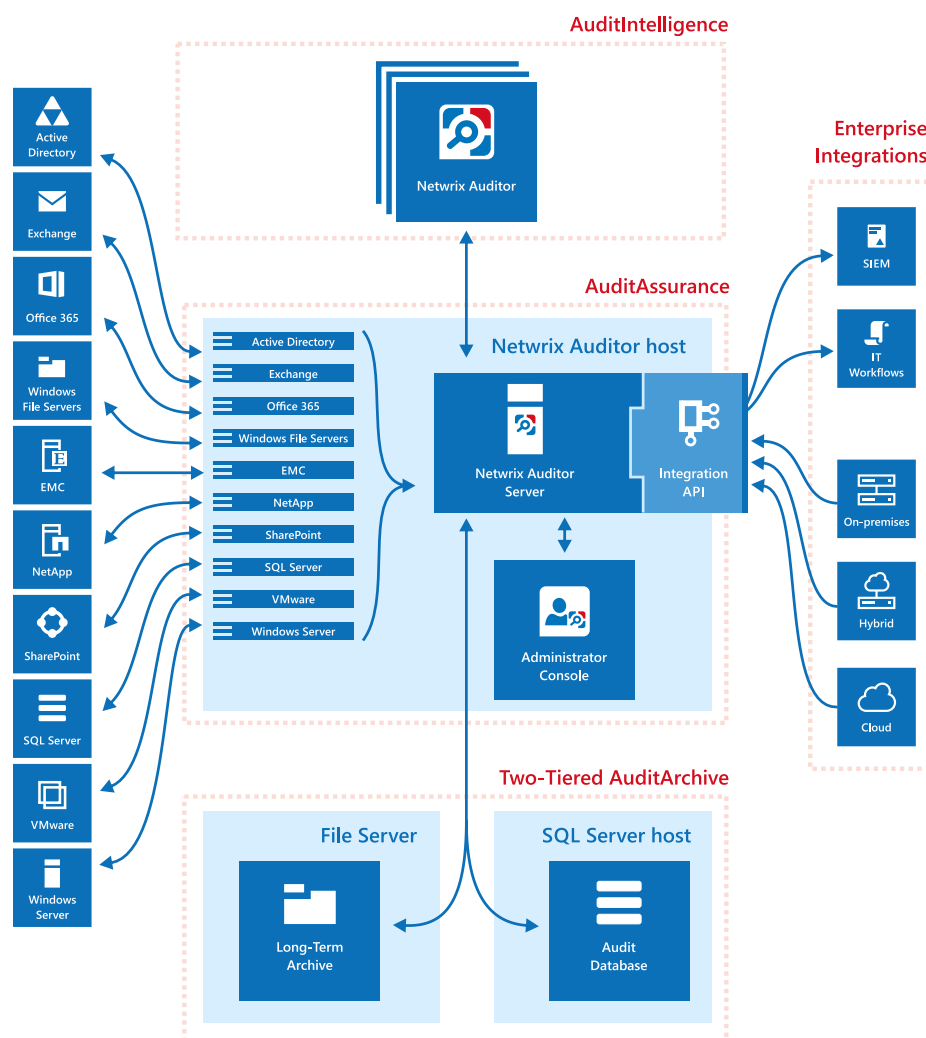 AuditIntelligence
Netwrix Auditor
Active
Directory
Exchange
Office 365
Windows
File Servers
EMC
NetApp
SharePoint
SQL Server
VMware
Windows
Server
AuditAssurance
Netwrix Auditor host
Active Directory
Exchange
Office 365
Windows File Servers
EMC
NetApp
SharePoint
SQL Server
VMware
Windows Server
Netwrix Auditor
Server
Integration
API
Administrator
Console
Enterprise
Integrations
SIEM
IT
Workflows
On-premises
Hybrid
Cloud
Two-Tiered AuditArchive
File Server
Long-Term
Archive
SQL Server host
Audit
Database